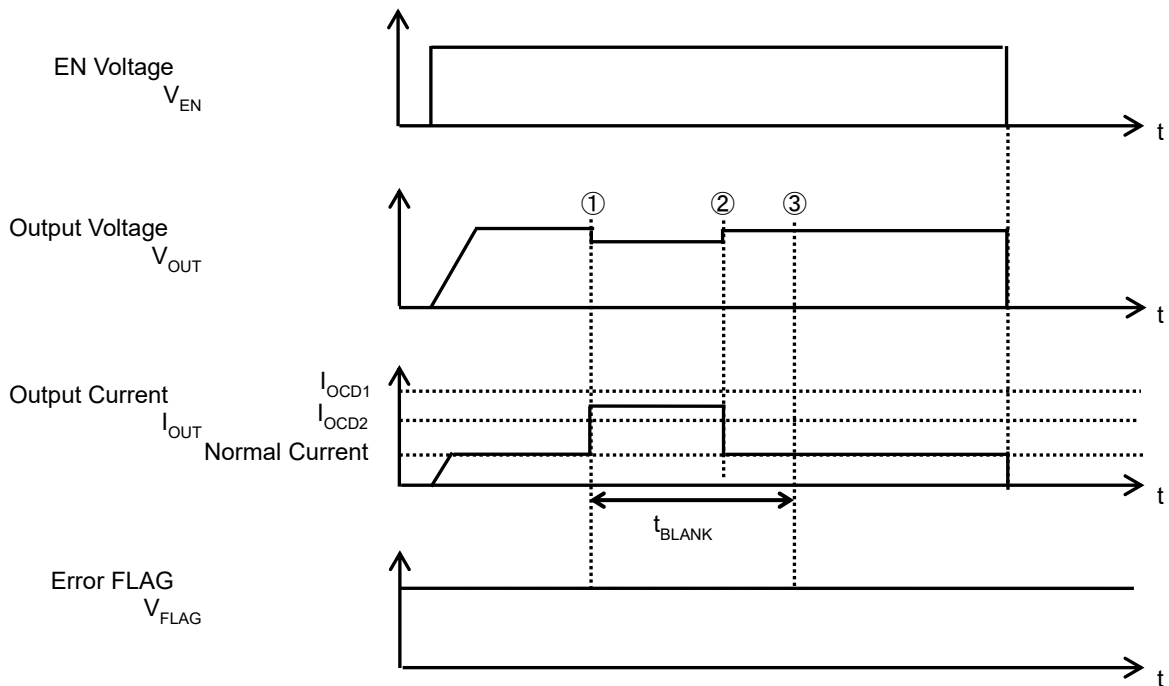 EN Voltage
V_EN
t
① ② ③
Output Voltage
V_OUT
t
I_OCD1
Output Current
I_OCD2
I_OUT
Normal Current
t
t_BLANK
Error FLAG
V_FLAG
t